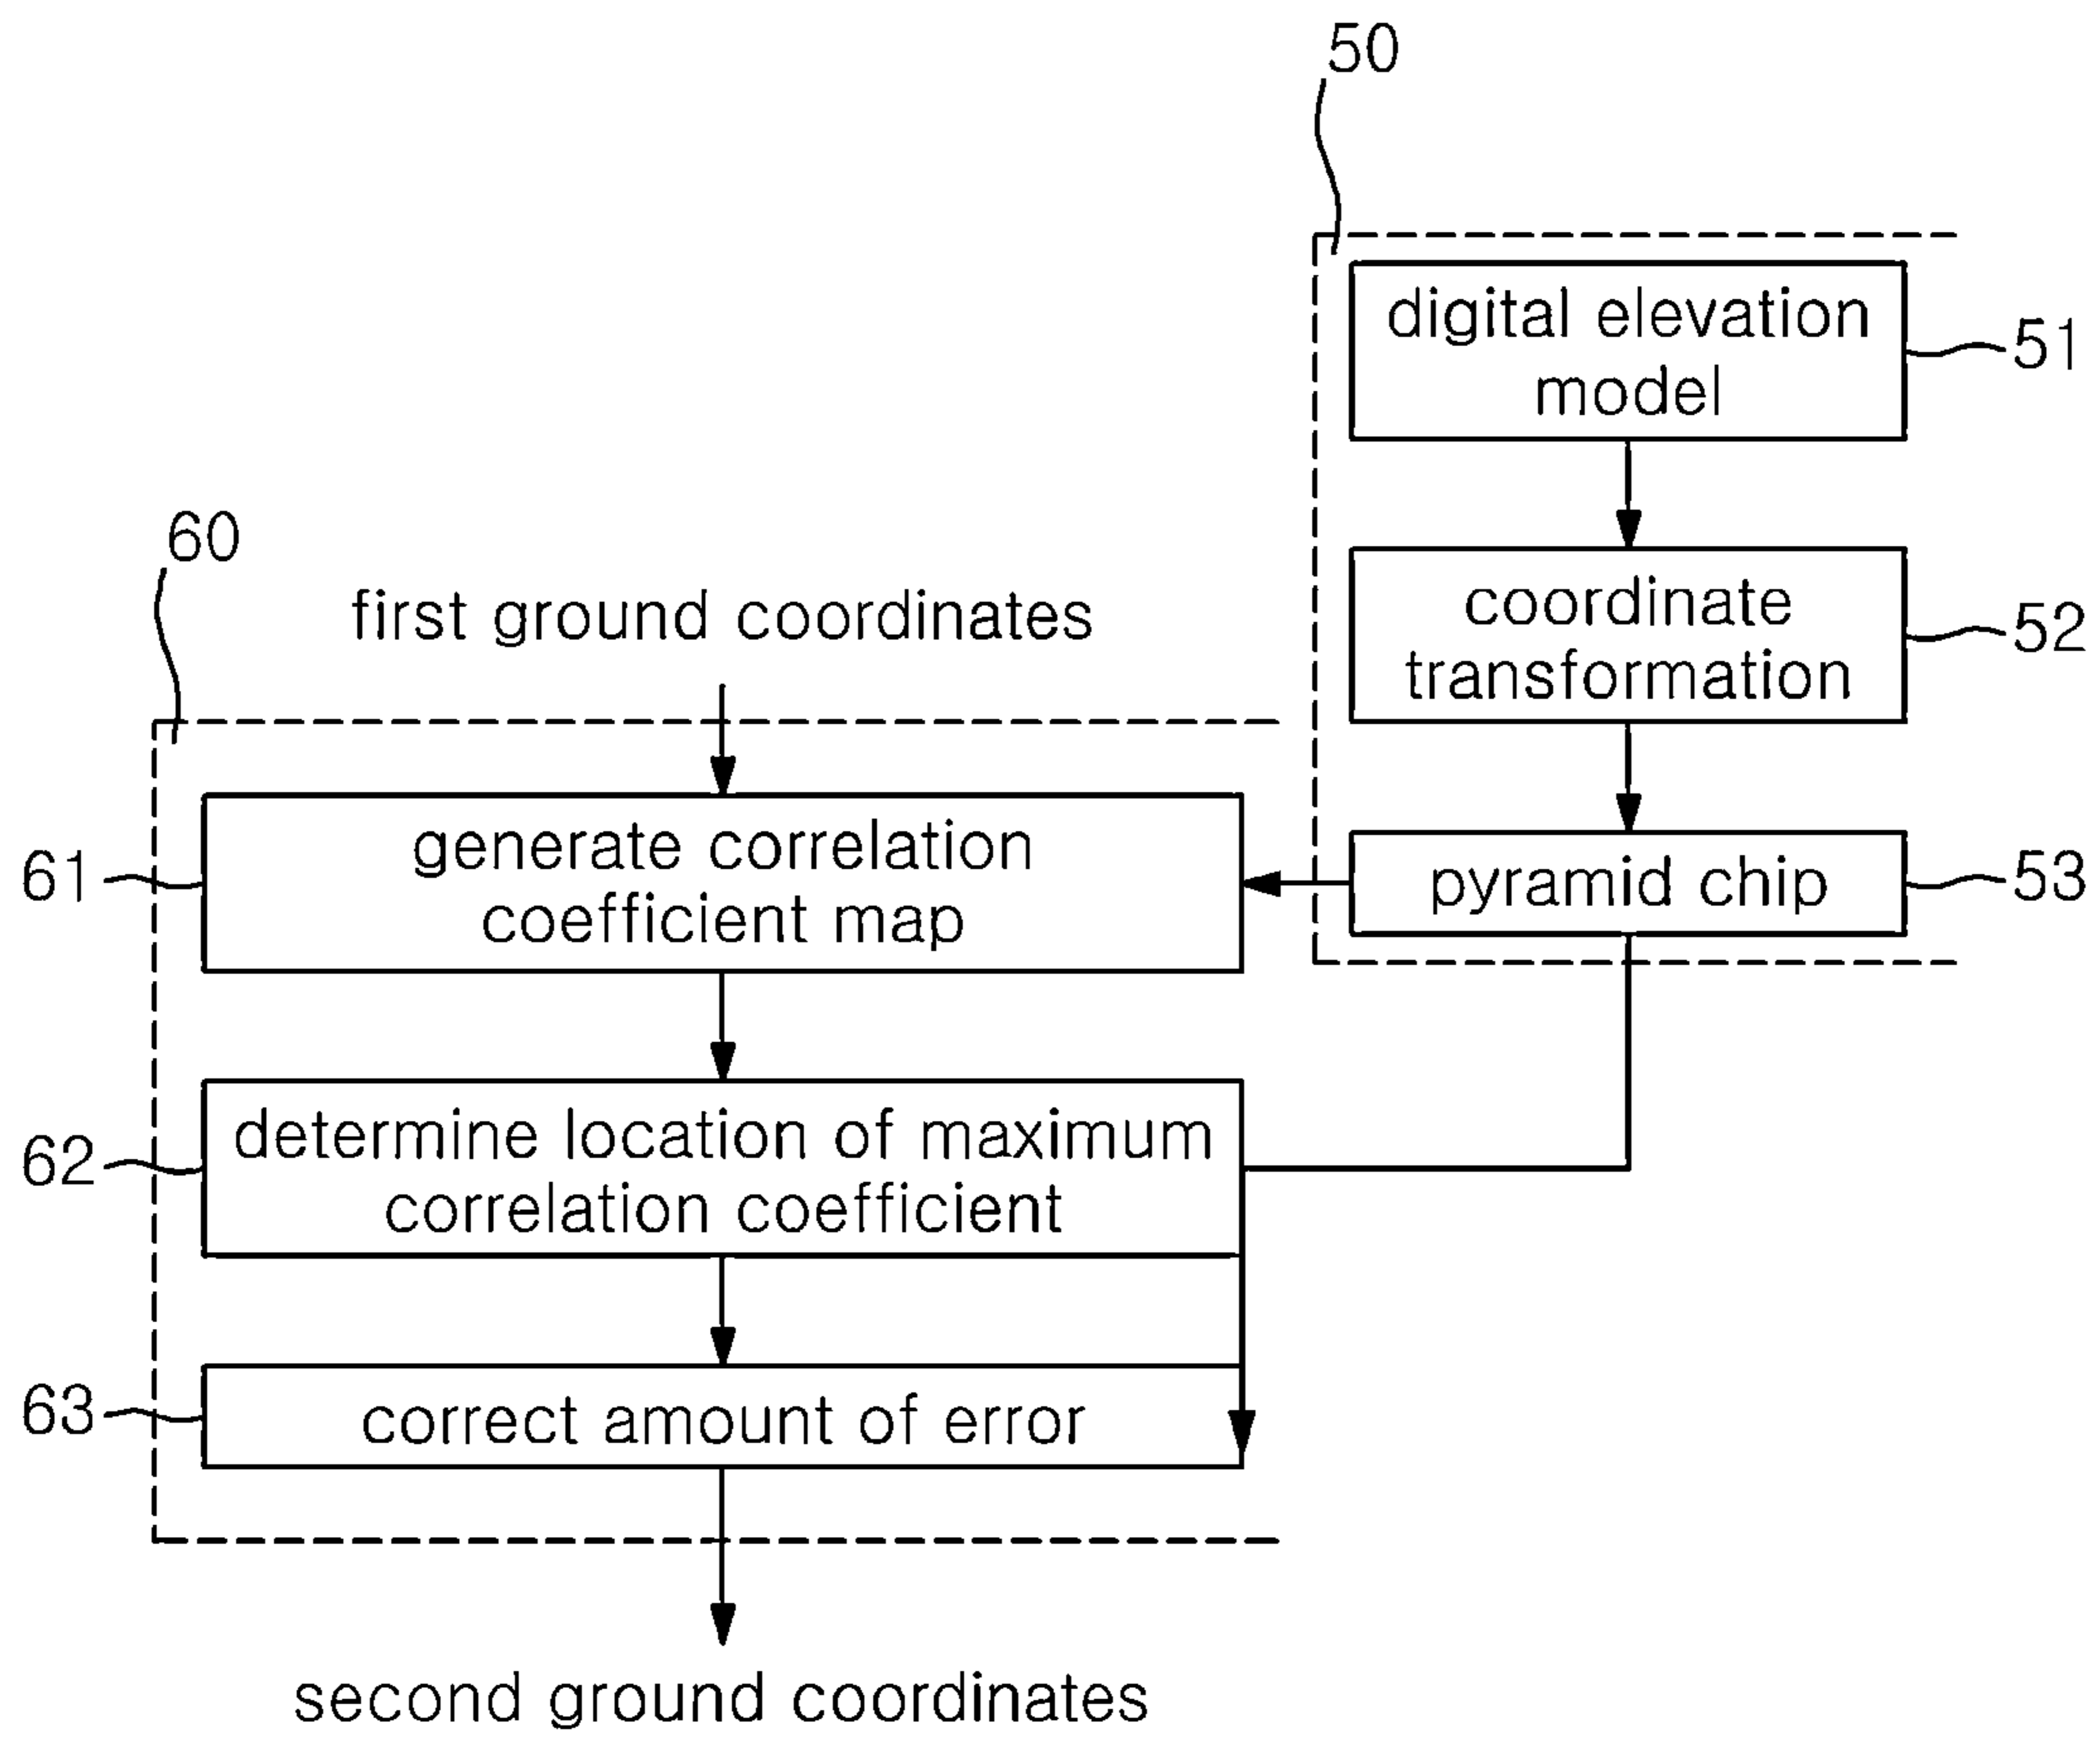 50
digital elevation
model
51
coordinate
transformation
52
pyramid chip
53
60
first ground coordinates
generate correlation
coefficient map
61
determine location of maximum
correlation coefficient
62
correct amount of error
63
second ground coordinates